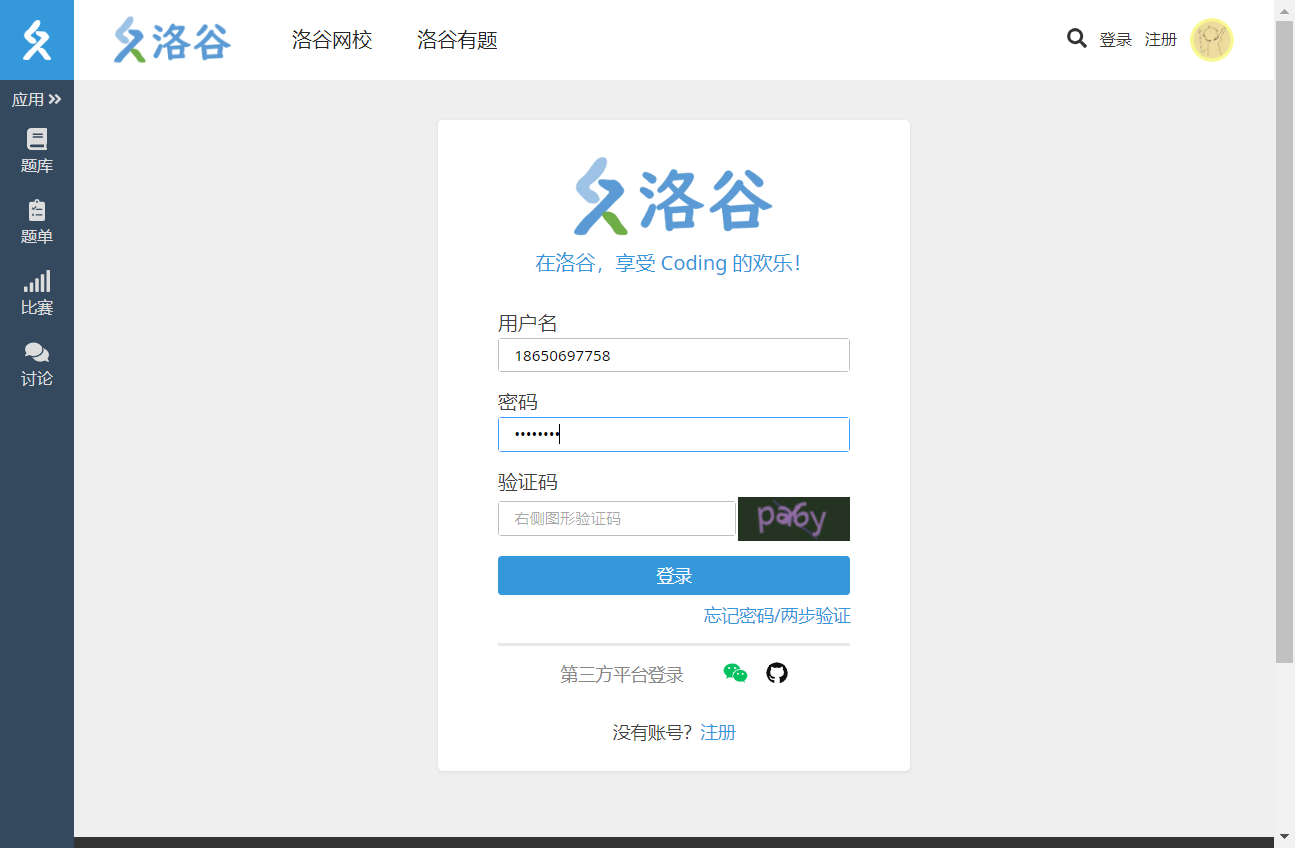 洛谷
洛谷网校
洛谷有题
登录
注册
应用
题库
题单
比赛
讨论
洛谷
在洛谷，享受 Coding 的欢乐！
用户名
18650697758
密码
••••••••
验证码
右侧图形验证码
pa6y
登录
忘记密码/两步验证
第三方平台登录
没有账号？注册